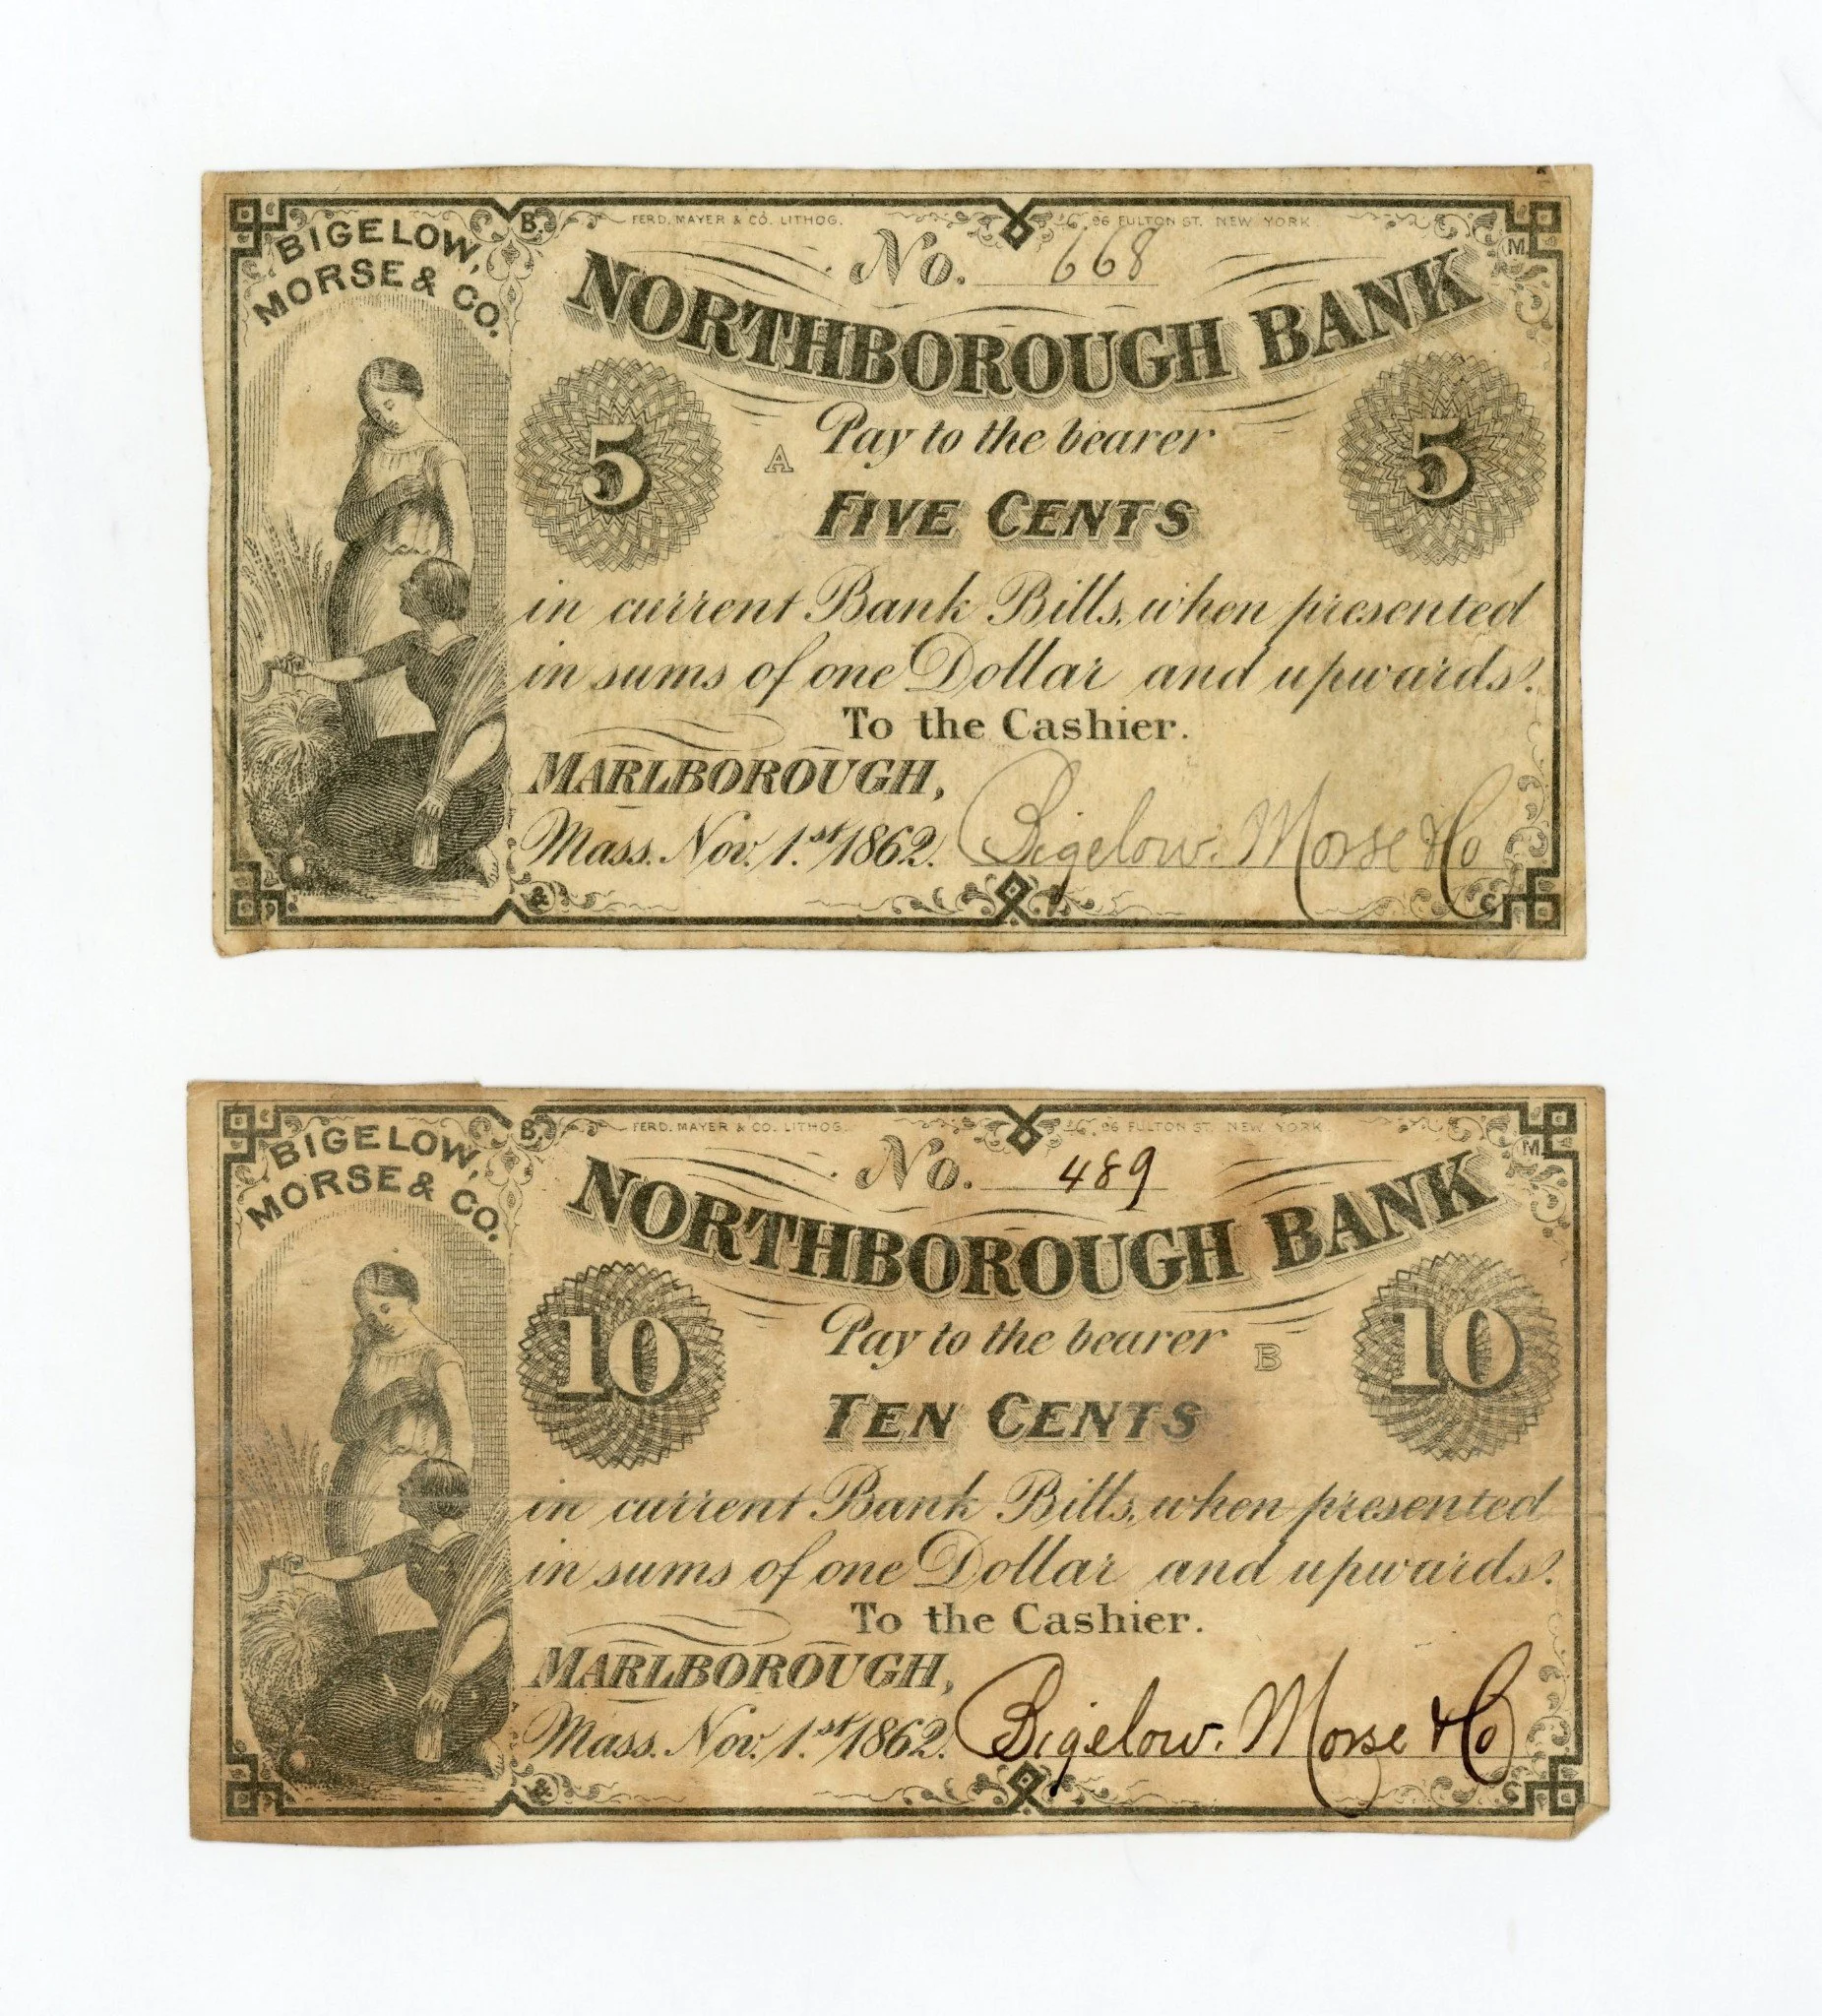 BIGELOW,
MORSE & CO.
B.
FERD. MAYER & CO. LITHOG.
96 FULTON ST. NEW YORK
M
No. 668
NORTHBOROUGH BANK
5
5
A
Pay to the bearer
FIVE CENTS
in current Bank Bills, when presented
in sums of one Dollar and upwards.
To the Cashier.
MARLBOROUGH,
Mass. Nov. 1.st 1862.
Bigelow. Morse & Co
&
C
BIGELOW,
MORSE & CO.
B.
FERD. MAYER & CO. LITHOG.
96 FULTON ST. NEW YORK
M
No. 489
NORTHBOROUGH BANK
10
10
Pay to the bearer
B
TEN CENTS
in current Bank Bills, when presented
in sums of one Dollar and upwards.
To the Cashier.
MARLBOROUGH,
Mass. Nov. 1.st 1862.
Bigelow. Morse & Co
&
C